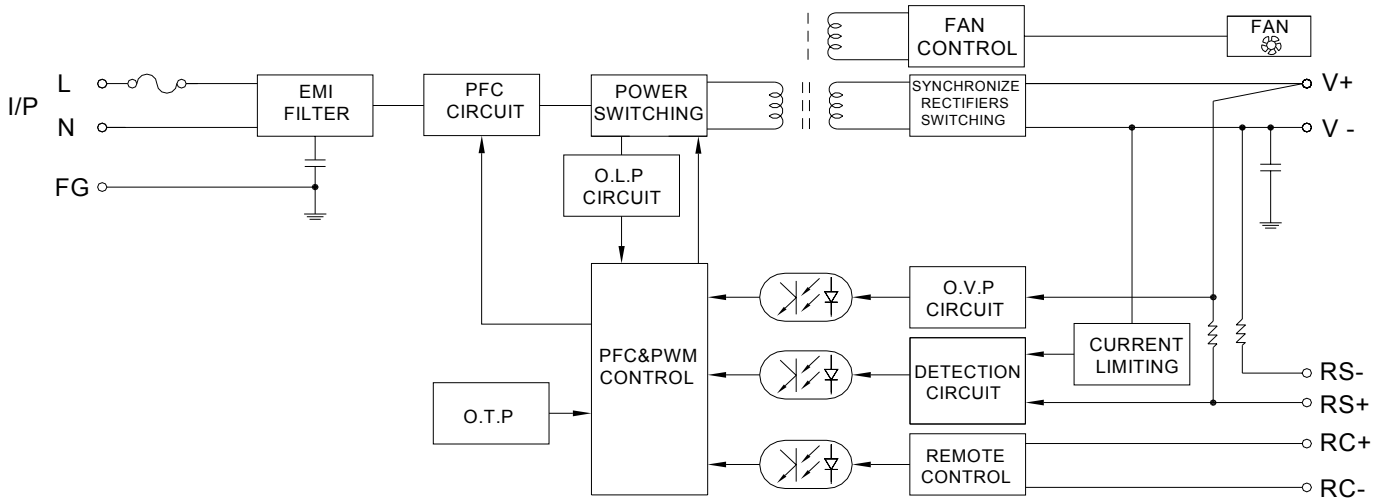 FAN
CONTROL
FAN
I/P
L
N
FG
EMI
FILTER
PFC
CIRCUIT
POWER
SWITCHING
SYNCHRONIZE
RECTIFIERS
SWITCHING
V+
V -
O.L.P
CIRCUIT
PFC&PWM
CONTROL
O.T.P
O.V.P
CIRCUIT
DETECTION
CIRCUIT
CURRENT
LIMITING
REMOTE
CONTROL
RS-
RS+
RC+
RC-